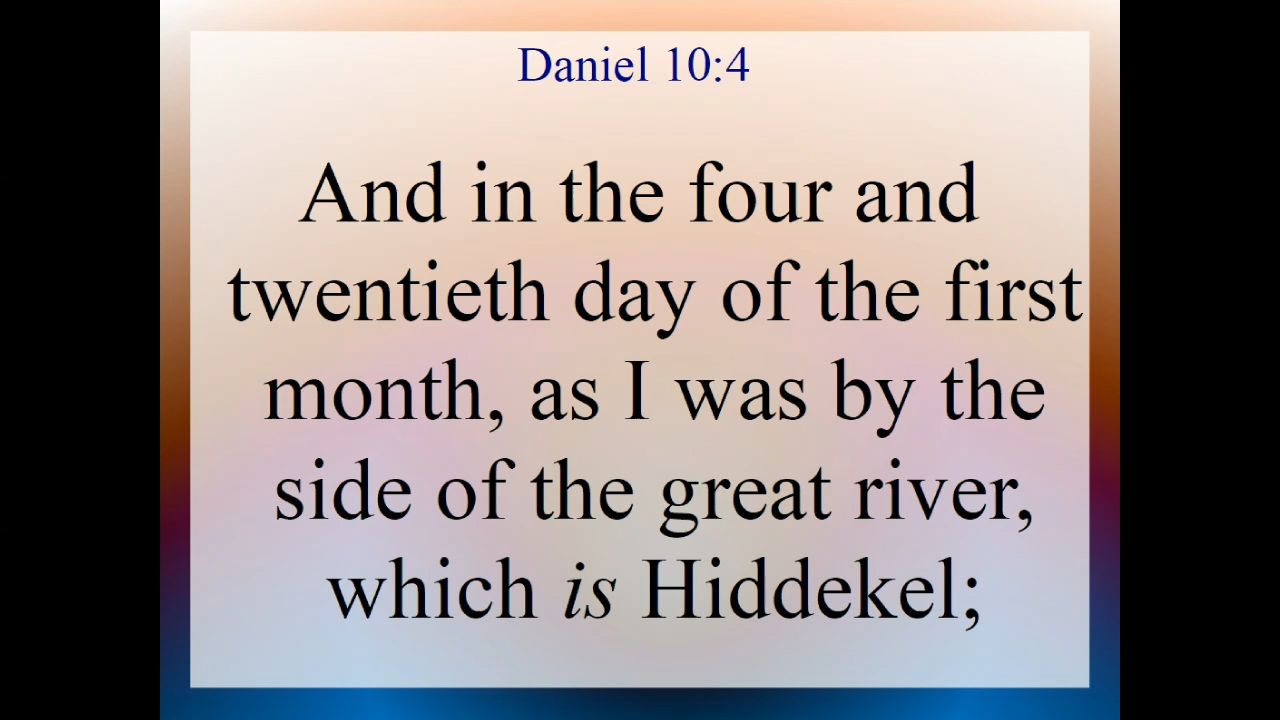 Daniel 10:4
And in the four and
twentieth day of the first
month, as I was by the
side of the great river,
which is Hiddekel;